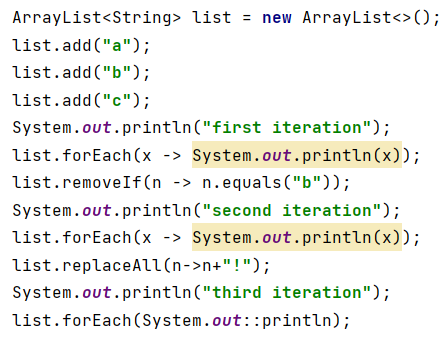 ArrayList<String> list = new ArrayList<>();
list.add("a");
list.add("b");
list.add("c");
System.out.println("first iteration");
list.forEach(x -> System.out.println(x));
list.removeIf(n -> n.equals("b"));
System.out.println("second iteration");
list.forEach(x -> System.out.println(x));
list.replaceAll(n->n+"!");
System.out.println("third iteration");
list.forEach(System.out::println);